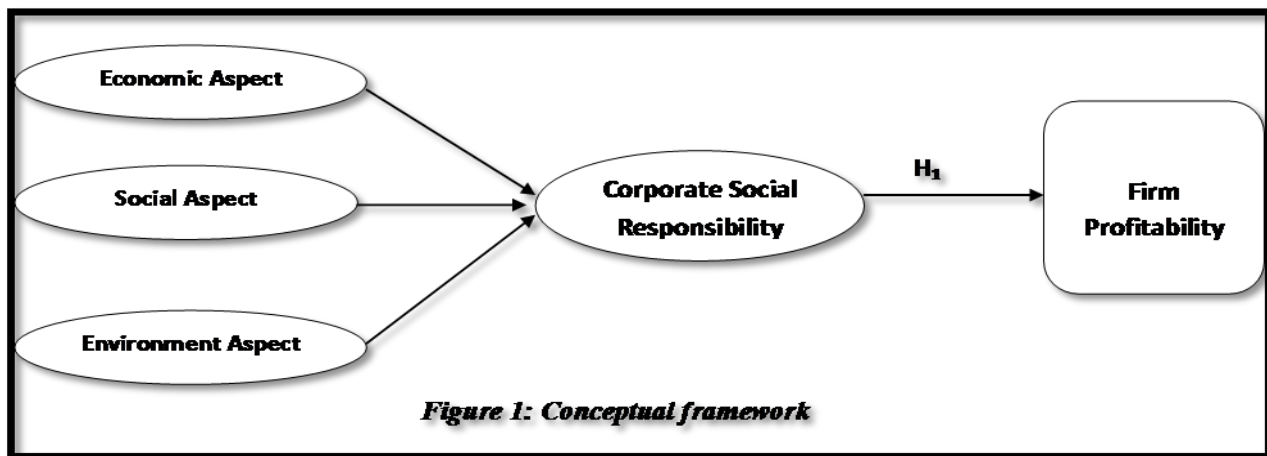 Economic Aspect
Social Aspect
Environment Aspect
Corporate Social
Responsibility
H₁
Firm
Profitability
Figure 1: Conceptual framework